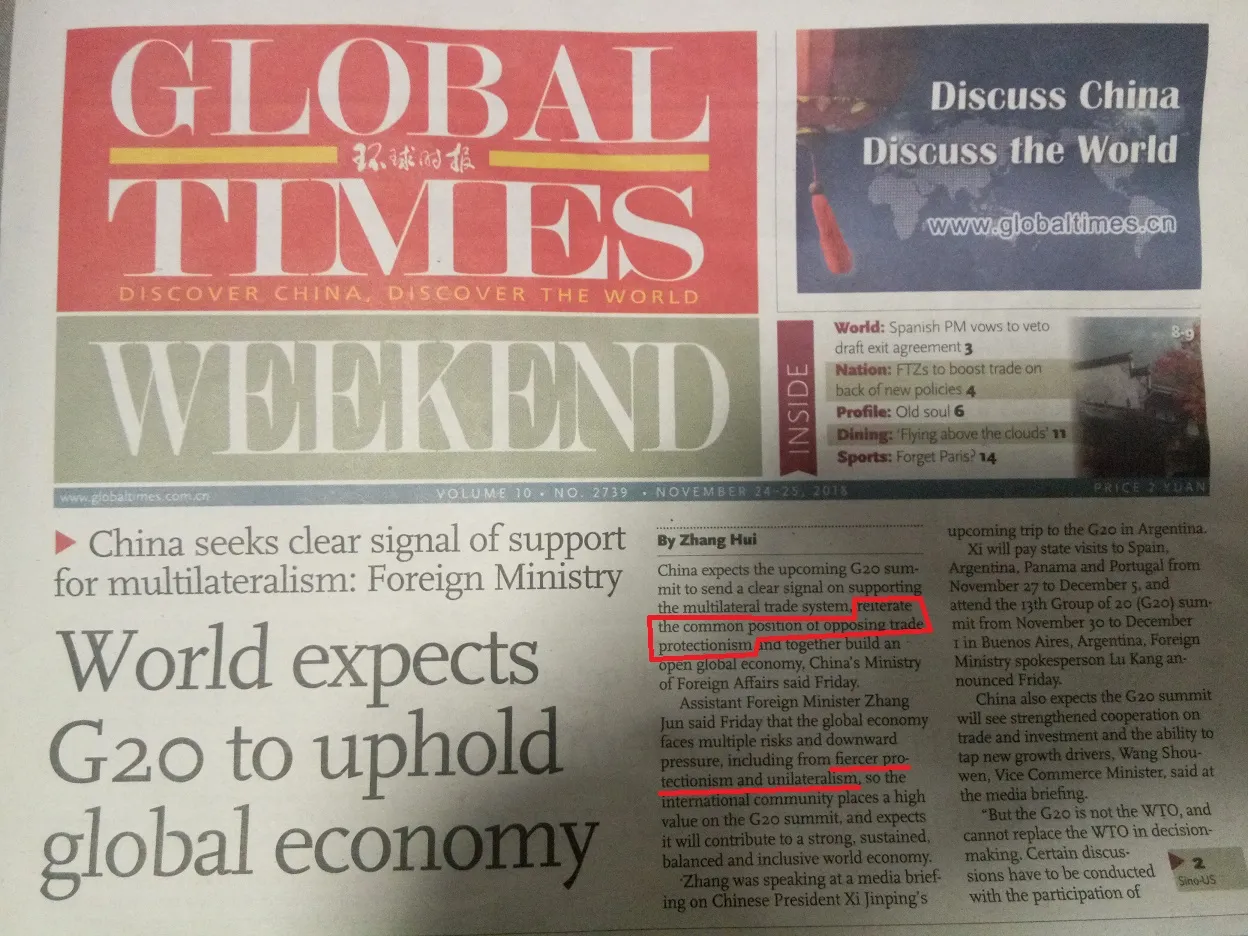 GLOBAL
环球时报
TIMES
DISCOVER CHINA, DISCOVER THE WORLD
WEEKEND
Discuss China
Discuss the World
www.globaltimes.cn
INSIDE
World: Spanish PM vows to veto
draft exit agreement 3
Nation: FTZs to boost trade on
back of new policies 4
Profile: Old soul 6
Dining: ‘Flying above the clouds’ 11
Sports: Forget Paris? 14
8-9
www.globaltimes.com.cn
VOLUME 10 • NO. 2739 • NOVEMBER 24-25, 2018
PRICE 2 YUAN
China seeks clear signal of support
for multilateralism: Foreign Ministry
World expects
G20 to uphold
global economy
By Zhang Hui
China expects the upcoming G20 sum-
mit to send a clear signal on supporting
the multilateral trade system, reiterate
the common position of opposing trade
protectionism and together build an
open global economy, China’s Ministry
of Foreign Affairs said Friday.
Assistant Foreign Minister Zhang
Jun said Friday that the global economy
faces multiple risks and downward
pressure, including from fiercer pro-
tectionism and unilateralism, so the
international community places a high
value on the G20 summit, and expects
it will contribute to a strong, sustained,
balanced and inclusive world economy.
Zhang was speaking at a media brief-
ing on Chinese President Xi Jinping’s
upcoming trip to the G20 in Argentina.
Xi will pay state visits to Spain,
Argentina, Panama and Portugal from
November 27 to December 5, and
attend the 13th Group of 20 (G20) sum-
mit from November 30 to December
1 in Buenos Aires, Argentina, Foreign
Ministry spokesperson Lu Kang an-
nounced Friday.
China also expects the G20 summit
will see strengthened cooperation on
trade and investment and the ability to
tap new growth drivers, Wang Shou-
wen, Vice Commerce Minister, said at
the media briefing.
“But the G20 is not the WTO, and
cannot replace the WTO in decision-
making. Certain discus-
sions have to be conducted
with the participation of
2
Sino-US